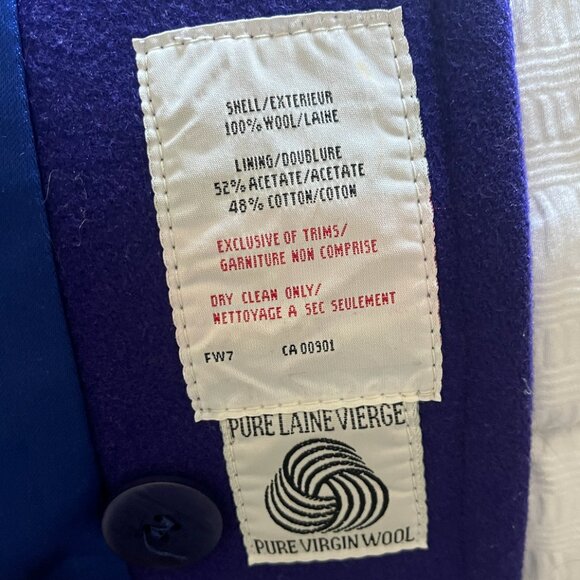 SHELL/EXTERIEUR
100% WOOL/LAINE
LINING/DOUBLURE
52% ACETATE/ACETATE
48% COTTON/COTON
EXCLUSIVE OF TRIMS/
GARNITURE NON COMPRISE
DRY CLEAN ONLY/
NETTOYAGE A SEC SEULEMENT
FW7 CA 00901
PURE LAINE VIERGE
PURE VIRGIN WOOL